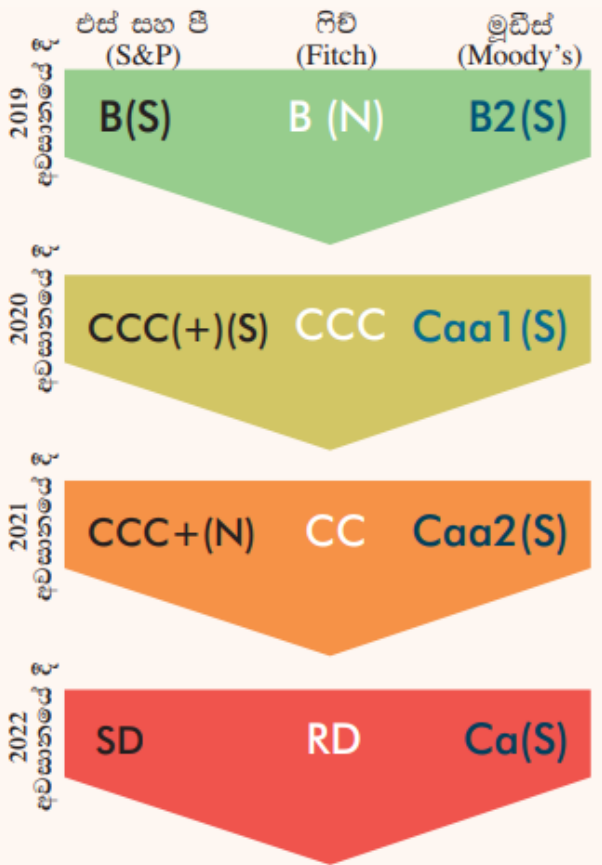 එස් සහ පී ෆිච් මූඩීස්
(S&P) (Fitch) (Moody's)
2019
අවසානයේ දී
B(S) B (N) B2(S)
2020
අවසානයේ දී
CCC(+)(S) CCC Caa1(S)
2021
අවසානයේ දී
CCC+(N) CC Caa2(S)
2022
අවසානයේ දී
SD RD Ca(S)